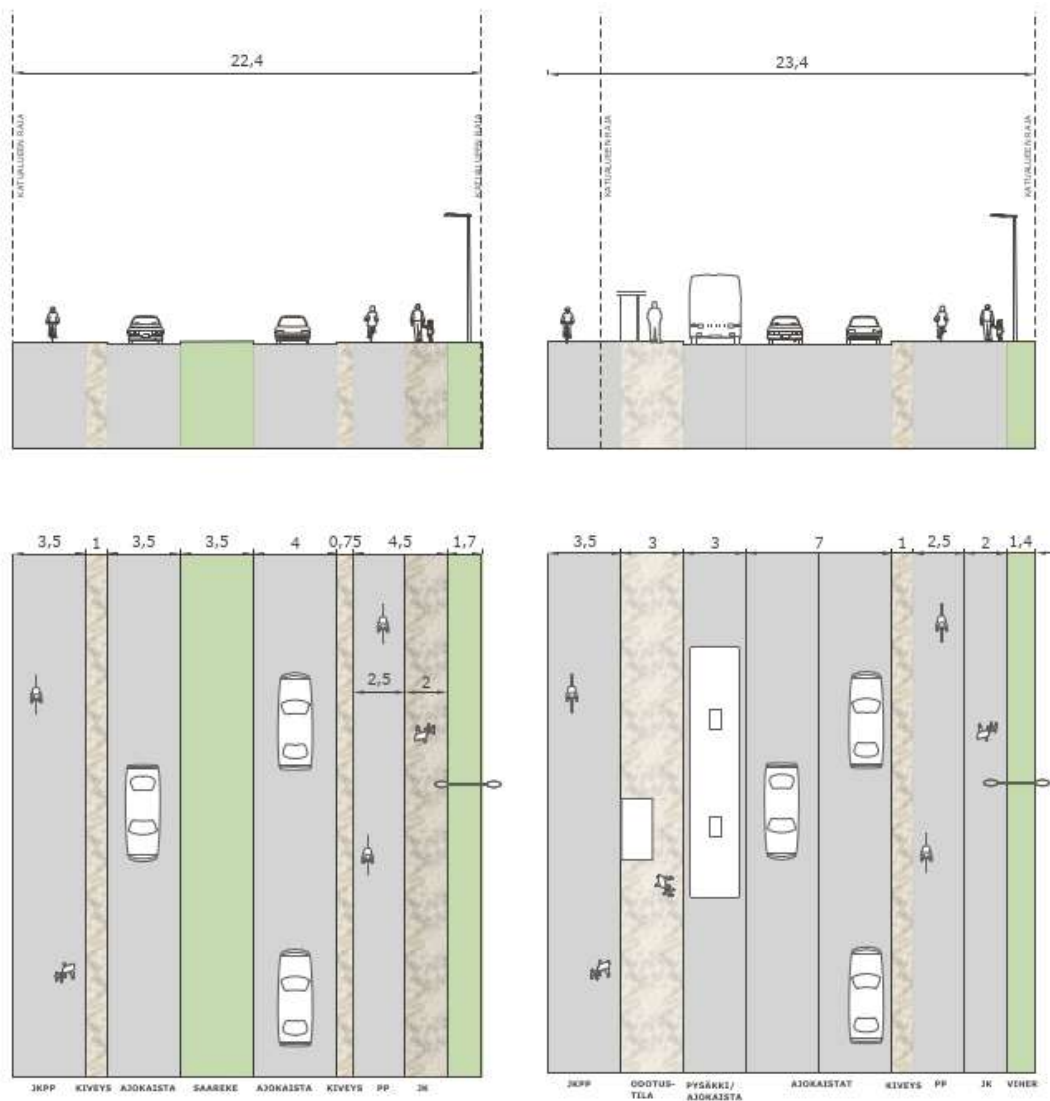 22,4
23,4
KATUALUEEN RAJA
KATUALUEEN RAJA
KATUALUEEN RAJA
KATUALUEEN RAJA
3,5 1 3,5 3,5 4 0,75 4,5 1,7
3,5 3 3 7 1 2,5 2 1,4
2,5 2
JKPP KIVEYS AJOKAISTA SAAREKE AJOKAISTA KIVEYS PP JK
JKPP ODOTUS- PYSÄKKI/ AJOKAISTAT KIVEYS PP JK VIHER
TILA AJOKAISTA